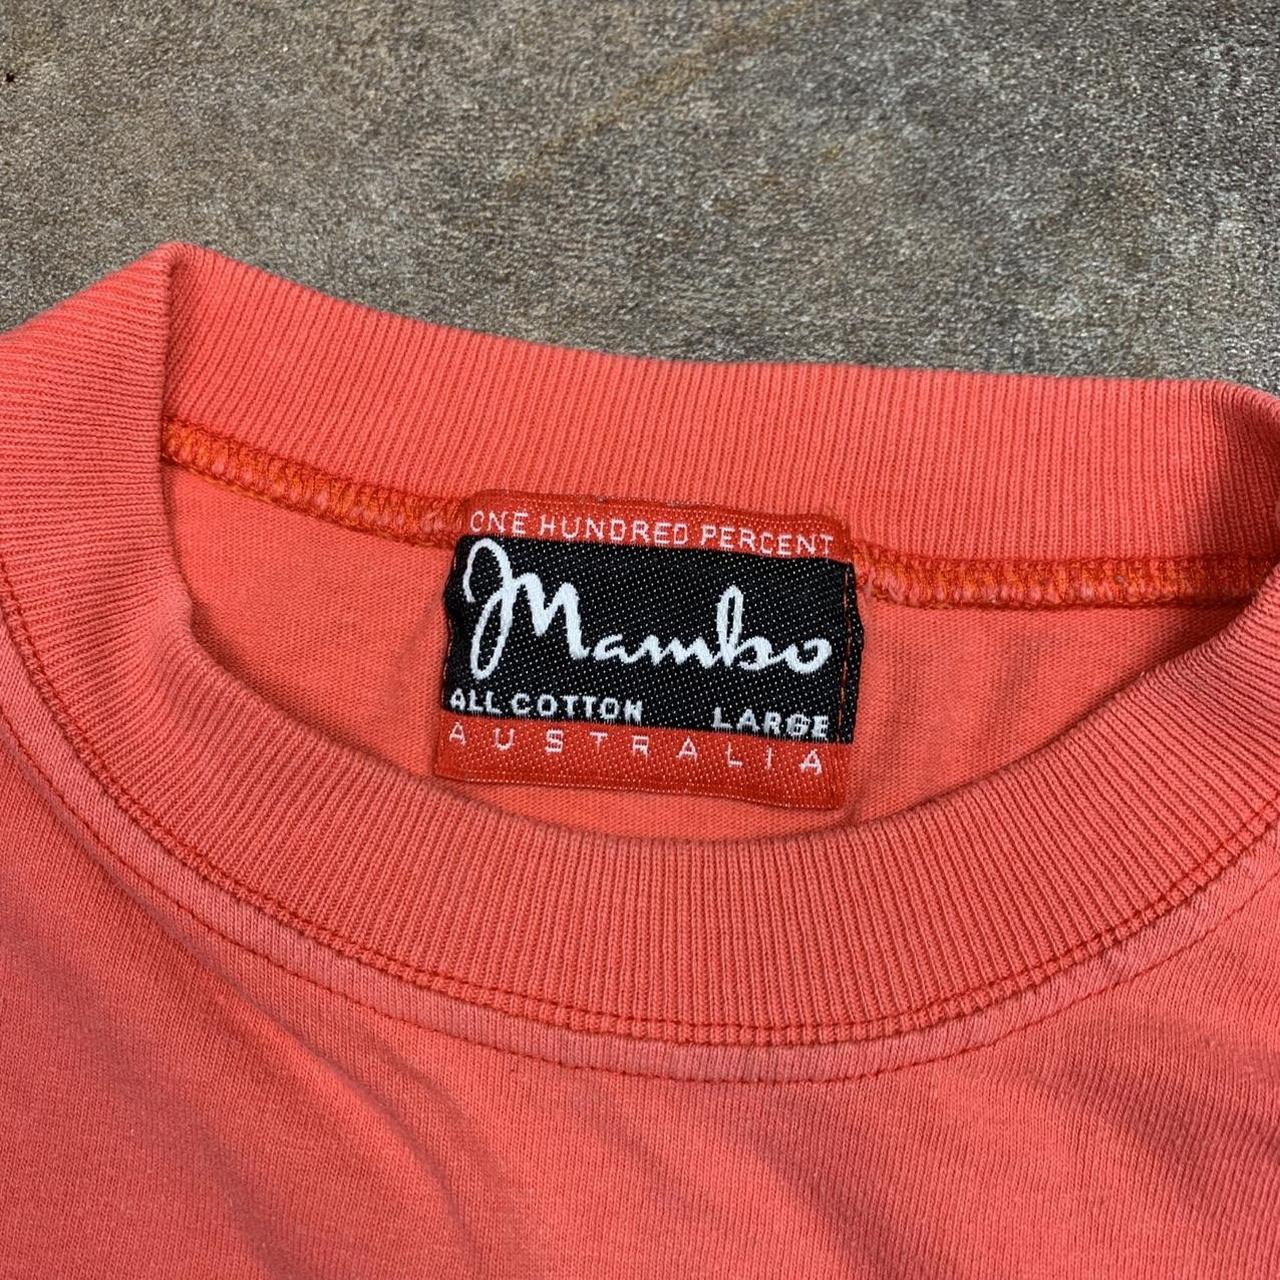 ONE HUNDRED PERCENT
Mambo
ALL COTTON LARGE
AUSTRALIA